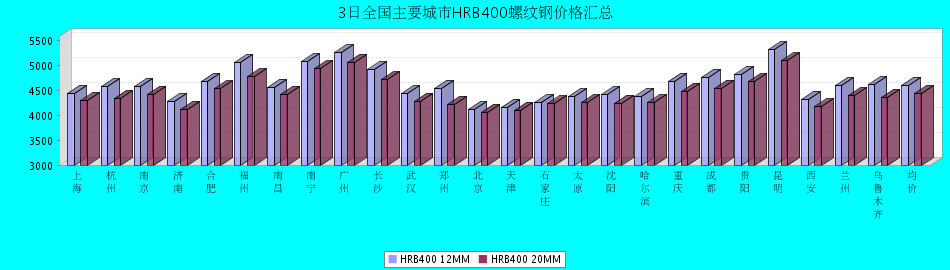 3日全国主要城市HRB400螺纹钢价格汇总
5500
5000
4500
4000
3500
3000
上海 杭州 南京 济南 合肥 福州 南昌 南宁 广州 长沙 武汉 郑州 北京 天津 石家庄 太原 沈阳 哈尔滨 重庆 成都 贵阳 昆明 西安 兰州 乌鲁木齐 均价
HRB400 12MM HRB400 20MM